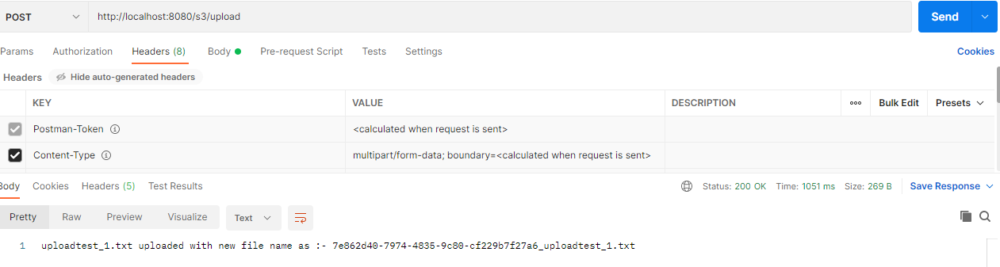 POST http://localhost:8080/s3/upload Send
Params Authorization Headers (8) Body Pre-request Script Tests Settings Cookies
Headers Hide auto-generated headers
KEY VALUE DESCRIPTION ooo Bulk Edit Presets
Postman-Token <calculated when request is sent>
Content-Type multipart/form-data; boundary=<calculated when request is sent>
Body Cookies Headers (5) Test Results Status: 200 OK Time: 1051 ms Size: 269 B Save Response
Pretty Raw Preview Visualize Text
1 uploadtest_1.txt uploaded with new file name as :- 7e862d40-7974-4835-9c80-cf229b7f27a6_uploadtest_1.txt